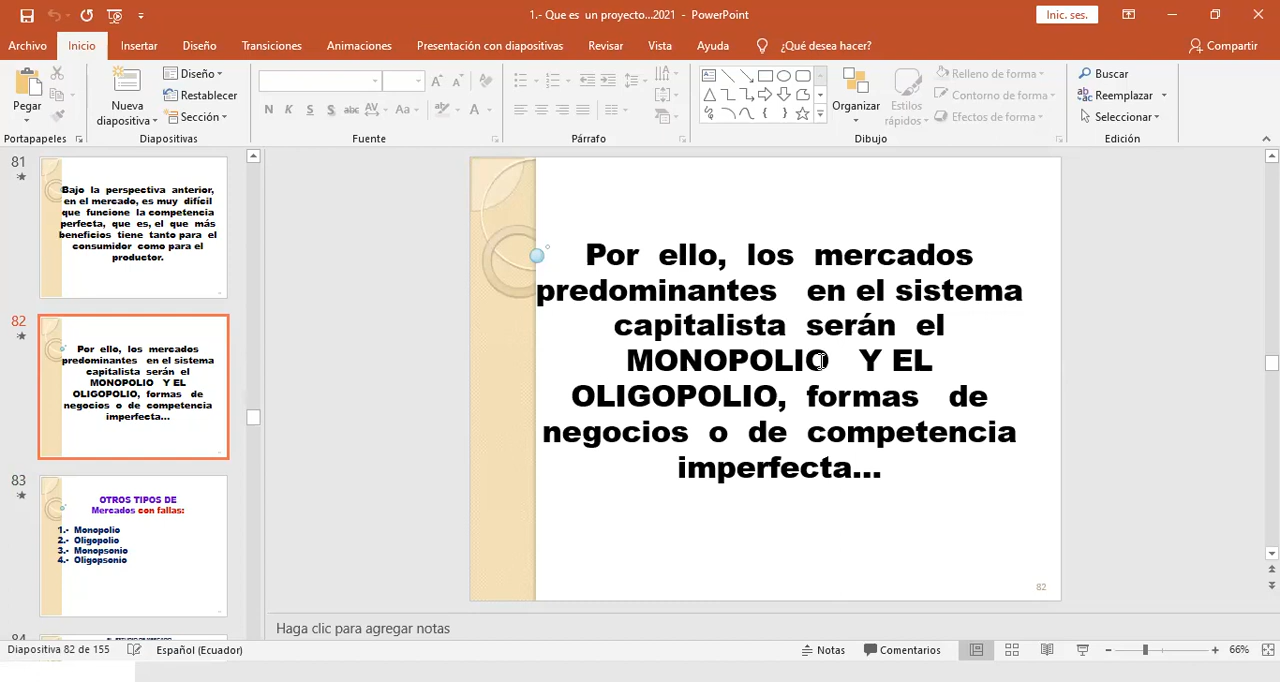 1.- Que es un proyecto...2021 - PowerPoint
Inic. ses.
Archivo Inicio Insertar Diseño Transiciones Animaciones Presentación con diapositivas Revisar Vista Ayuda ¿Qué desea hacer? Compartir
Pegar
Portapapeles
Nueva
diapositiva
Diseño
Restablecer
Sección
Diapositivas
N K S S abc AV Aa A
Fuente
Párrafo
Organizar
Estilos
rápidos
Relleno de forma
Contorno de forma
Efectos de forma
Dibujo
Buscar
Reemplazar
Seleccionar
Edición
81
Bajo la perspectiva anterior,
en el mercado, es muy difícil
que funcione la competencia
perfecta, que es, el que más
beneficios tiene tanto para el
consumidor como para el
productor.
82
Por ello, los mercados
predominantes en el sistema
capitalista serán el
MONOPOLIO Y EL
OLIGOPOLIO, formas de
negocios o de competencia
imperfecta...
83
OTROS TIPOS DE
Mercados con fallas:
1.- Monopolio
2.- Oligopolio
3.- Monopsonio
4.- Oligopsonio
84
EL ESTUDIO DE MERCADO
Por ello, los mercados
predominantes en el sistema
capitalista serán el
MONOPOLIO Y EL
OLIGOPOLIO, formas de
negocios o de competencia
imperfecta...
82
Haga clic para agregar notas
Diapositiva 82 de 155 Español (Ecuador) Notas Comentarios 66%